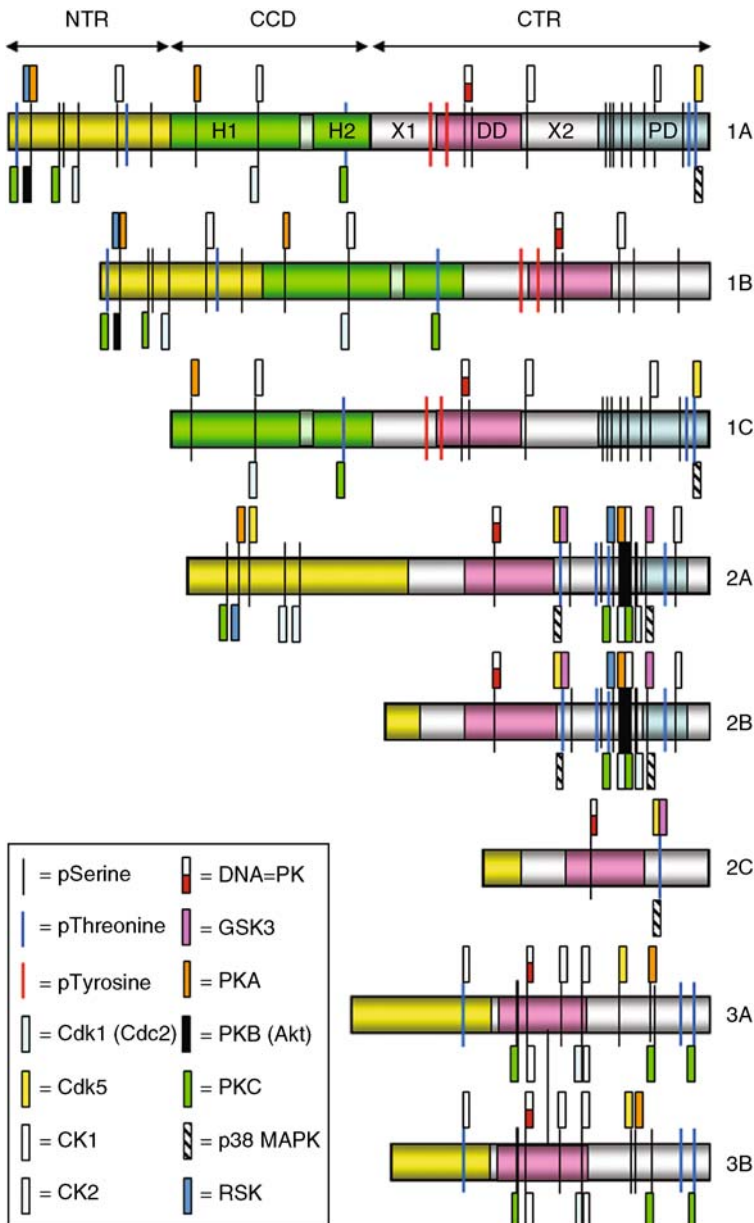 NTR CCD CTR
H1 H2 X1 DD X2 PD 1A
1B
1C
2A
2B
2C
3A
3B
= pSerine
= pThreonine
= pTyrosine
= Cdk1 (Cdc2)
= Cdk5
= CK1
= CK2
= DNA=PK
= GSK3
= PKA
= PKB (Akt)
= PKC
= p38 MAPK
= RSK